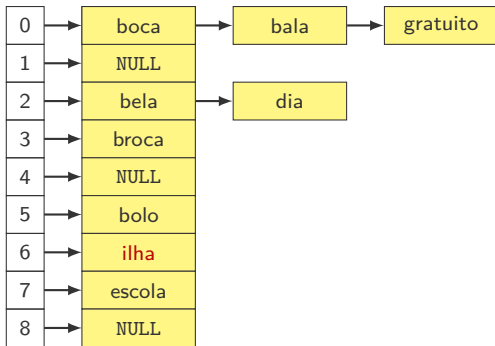 0 boca bala gratuito
1 NULL
2 bela dia
3 broca
4 NULL
5 bolo
6 ilha
7 escola
8 NULL